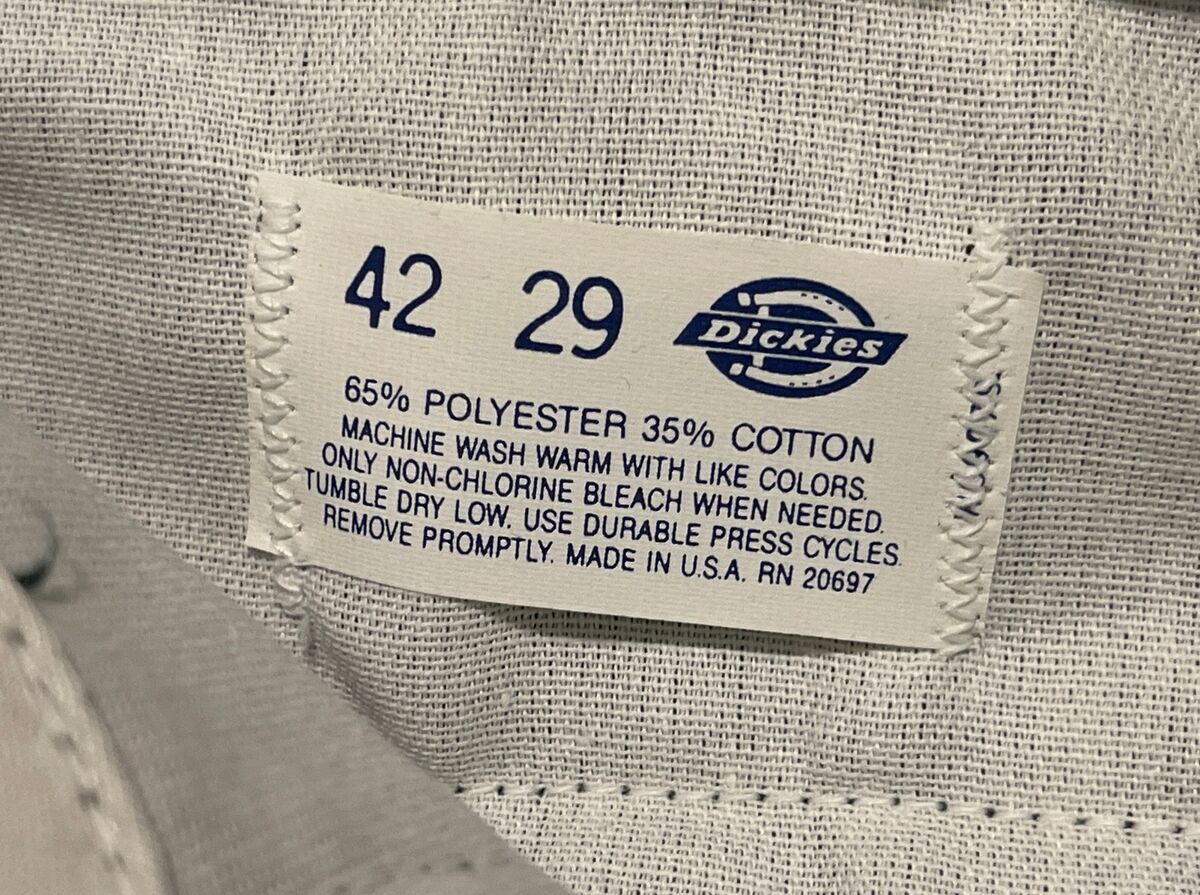 42 29 Dickies
65% POLYESTER 35% COTTON
MACHINE WASH WARM WITH LIKE COLORS.
ONLY NON-CHLORINE BLEACH WHEN NEEDED.
TUMBLE DRY LOW. USE DURABLE PRESS CYCLES.
REMOVE PROMPTLY. MADE IN U.S.A. RN 20697